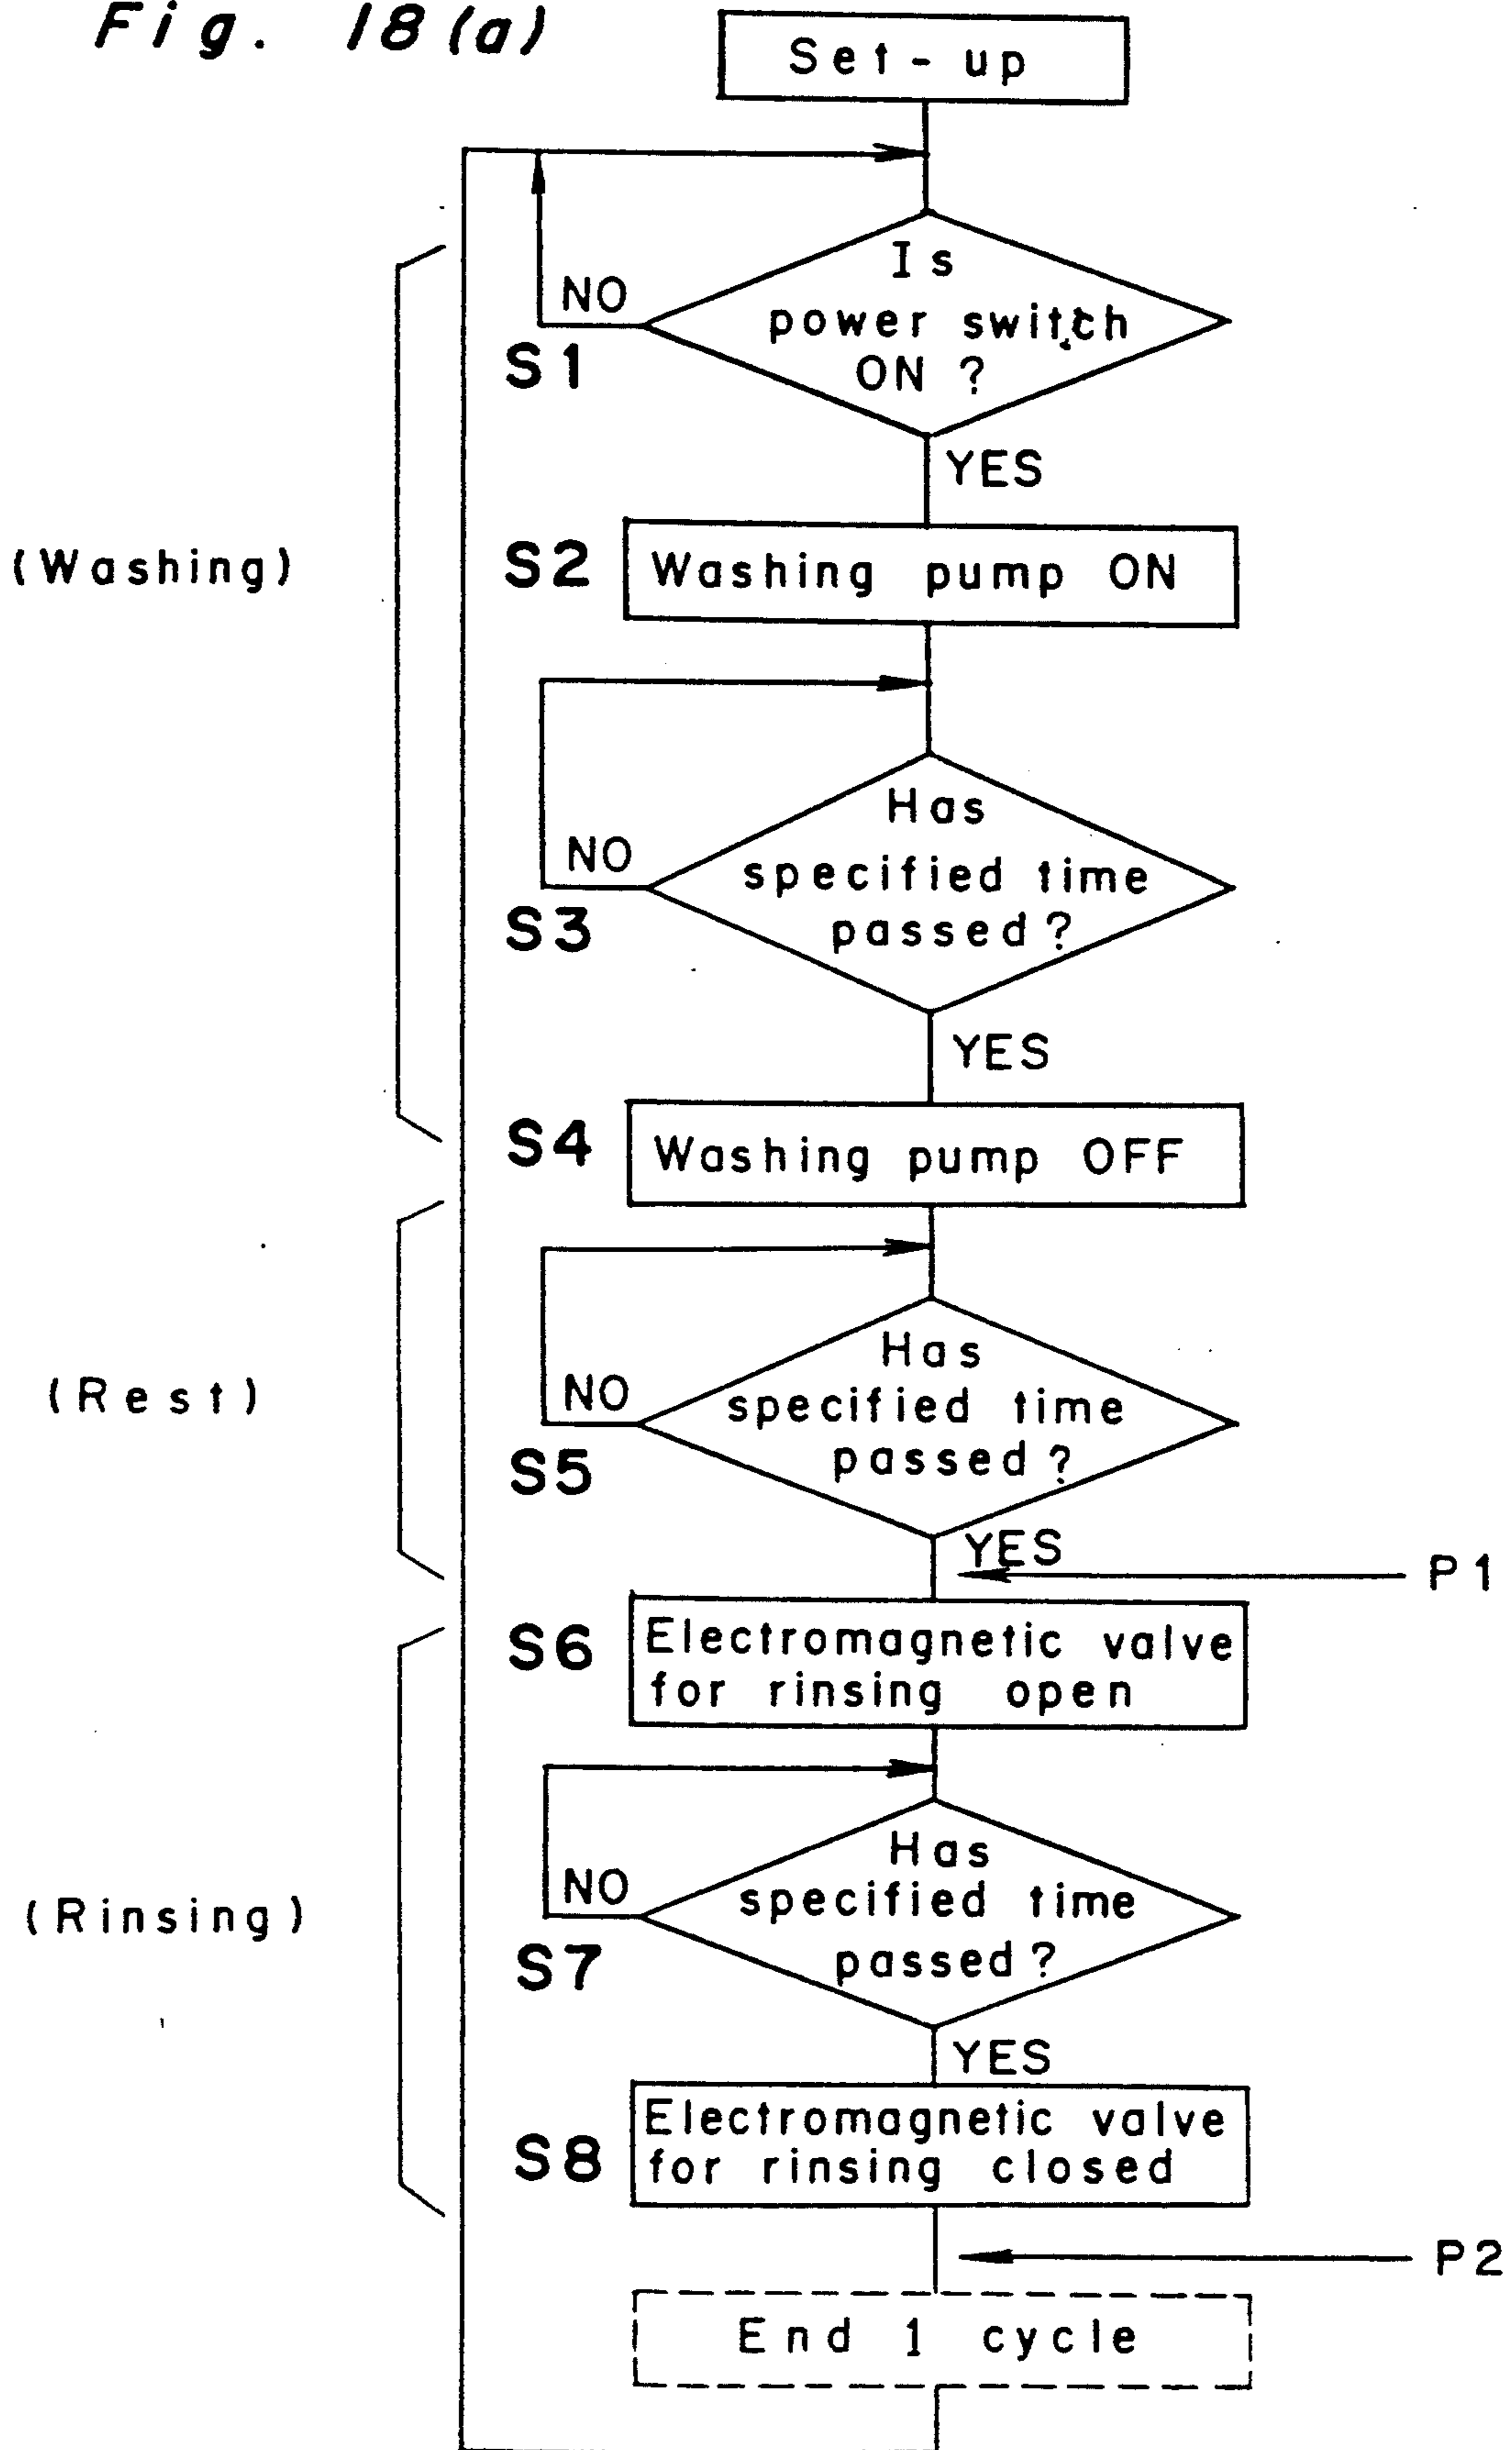 Fig. 18(a)
Set-up
Is
power switch
ON ?
NO
S1
YES
(Washing)
S2
Washing pump ON
Has
specified time
passed?
NO
S3
YES
S4
Washing pump OFF
(Rest)
Has
specified time
passed?
NO
S5
YES
P1
S6
Electromagnetic valve
for rinsing open
(Rinsing)
Has
specified time
passed?
NO
S7
YES
S8
Electromagnetic valve
for rinsing closed
P2
End 1 cycle